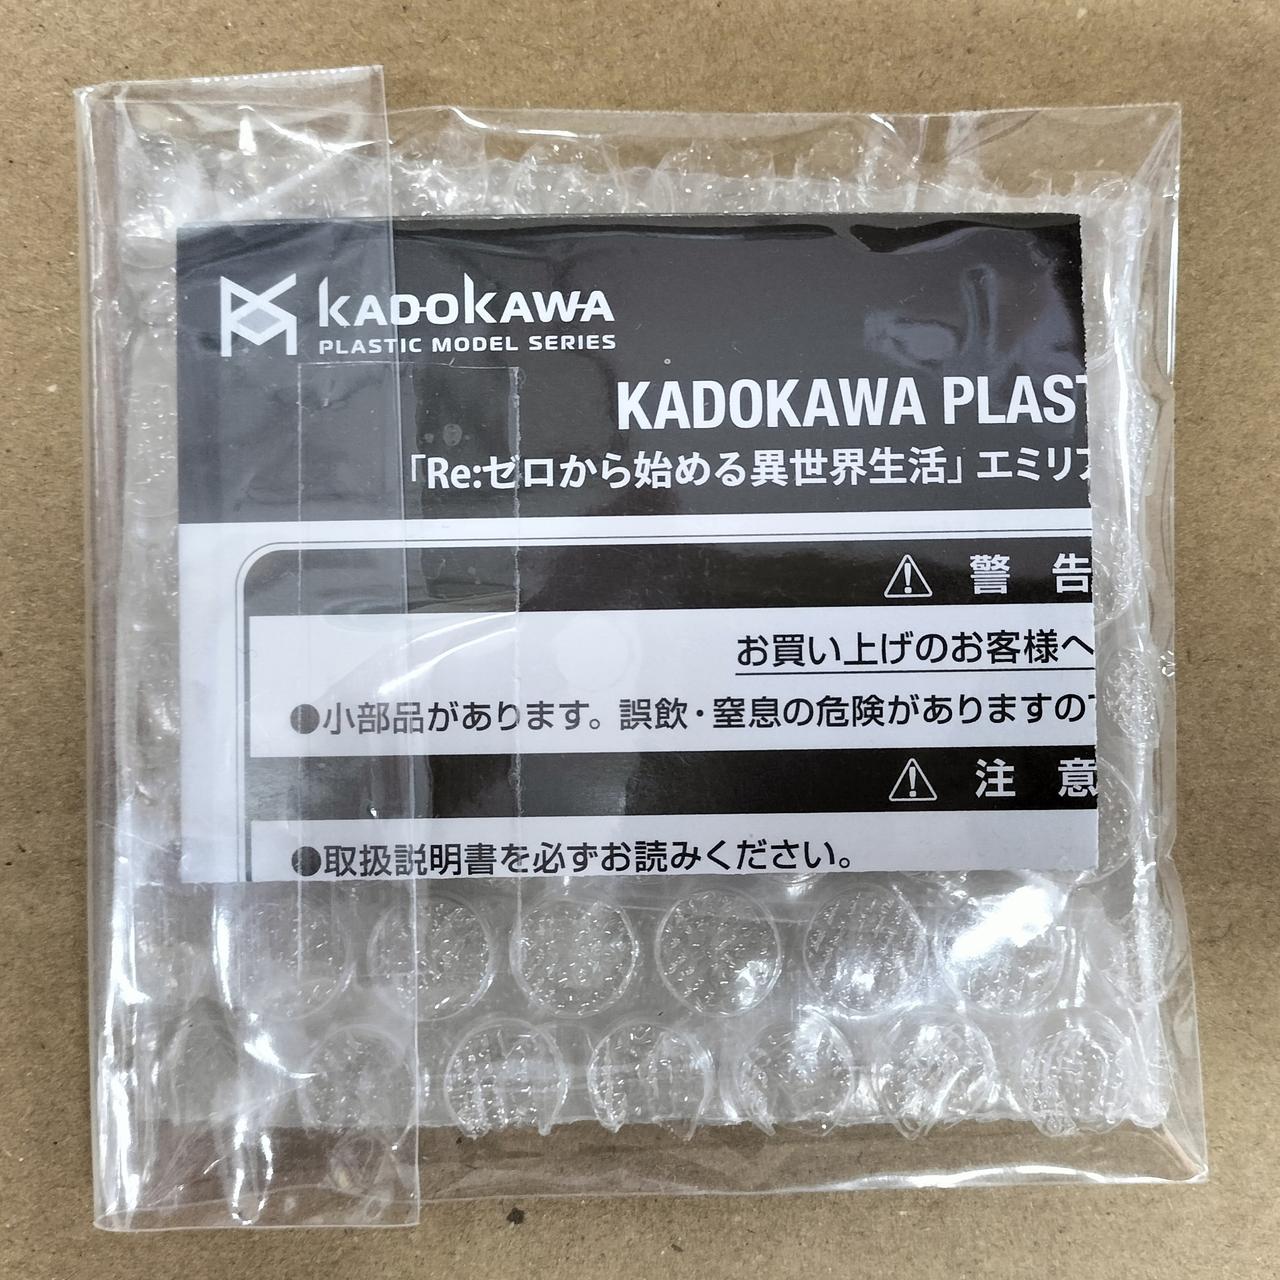 KADOKAWA
PLASTIC MODEL SERIES
KADOKAWA PLAST
「Re:ゼロから始める異世界生活」エミリア
警 告
お買い上げのお客様へ
●小部品があります。誤飲・窒息の危険がありますので
注 意
●取扱説明書を必ずお読みください。